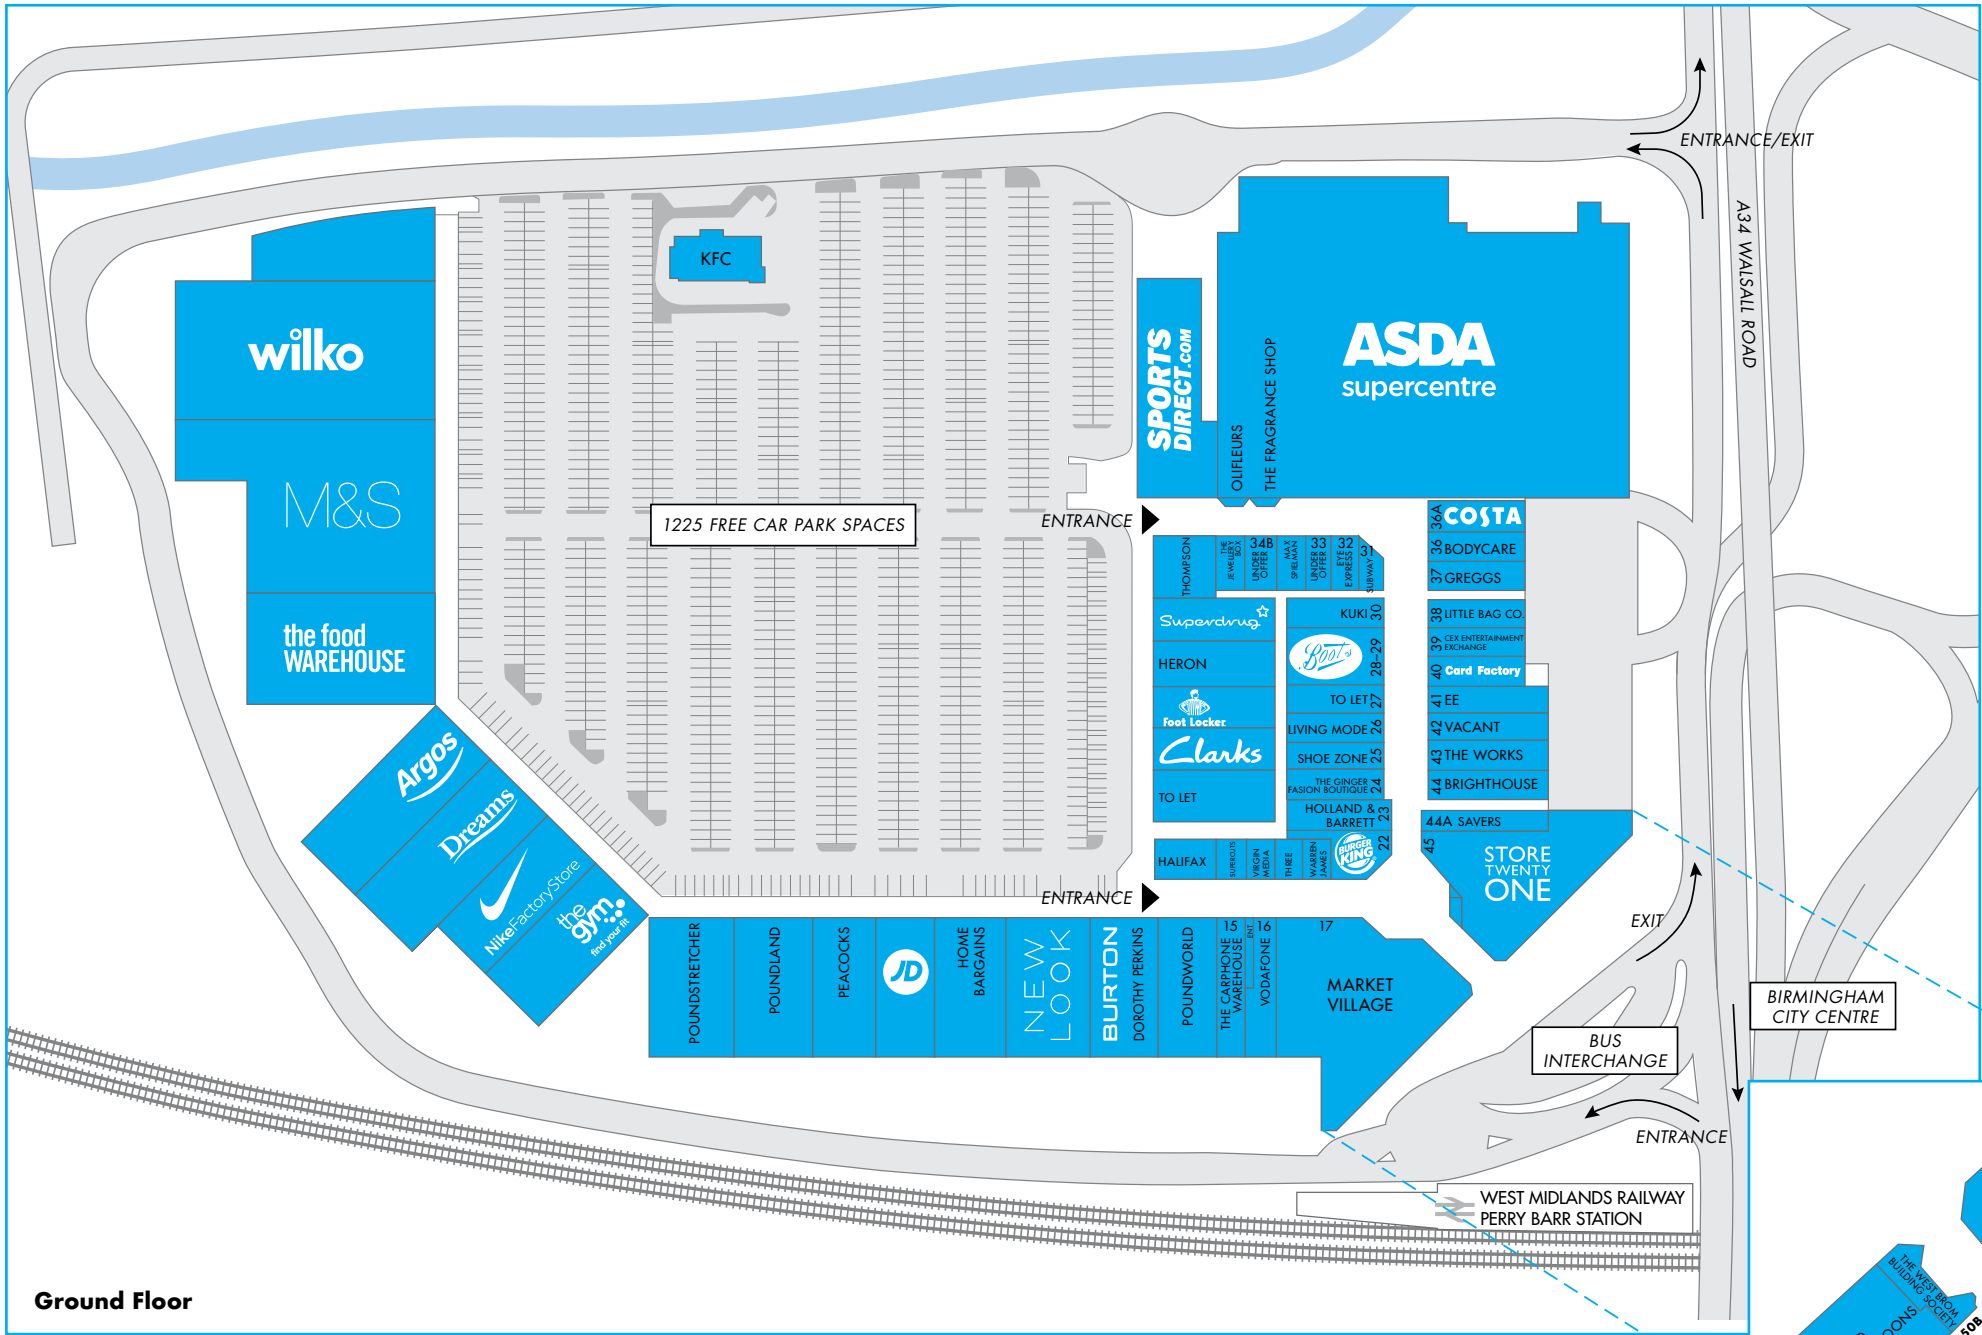 ENTRANCE/EXIT
A34 WALSALL ROAD
KFC
wilko
M&S
the food
WAREHOUSE
Argos
Dreams
NikeFactoryStore
the
gym
find your fit
1225 FREE CAR PARK SPACES
SPORTS
DIRECT.COM
OLIFLEURS
THE FRAGRANCE SHOP
ASDA
supercentre
ENTRANCE
THOMPSON
THE
JEWELLERY
BOX
34B
UNDER
OFFER
MAX
SPIELMAN
33
UNDER
OFFER
32
EYE
EXPRESS
31
SUBWAY
36A
COSTA
36 BODYCARE
37 GREGGS
38 LITTLE BAG CO.
39 CEX ENTERTAINMENT
EXCHANGE
40 Card Factory
41 EE
42 VACANT
43 THE WORKS
44 BRIGHTHOUSE
44A SAVERS
45
STORE
TWENTY
ONE
Superdrug
HERON
Foot Locker
Clarks
TO LET
KUKI 30
Boots
28-29
TO LET 27
LIVING MODE 26
SHOE ZONE 25
THE GINGER
FASION BOUTIQUE 24
HOLLAND &
BARRETT 23
22
BURGER
KING
HALIFAX
SUPERCUTS
VIRGIN
MEDIA
THREE
WARREN
JAMES
ENTRANCE
POUNDSTRETCHER
POUNDLAND
PEACOCKS
JD
HOME
BARGAINS
NEW
LOOK
BURTON
DOROTHY PERKINS
POUNDWORLD
15
THE CARPHONE
WAREHOUSE
ENT.
16
VODAFONE
17
MARKET
VILLAGE
EXIT
BIRMINGHAM
CITY CENTRE
BUS
INTERCHANGE
ENTRANCE
WEST MIDLANDS RAILWAY
PERRY BARR STATION
THE WEST BROM
BUILDING SOCIETY
50B
Ground Floor